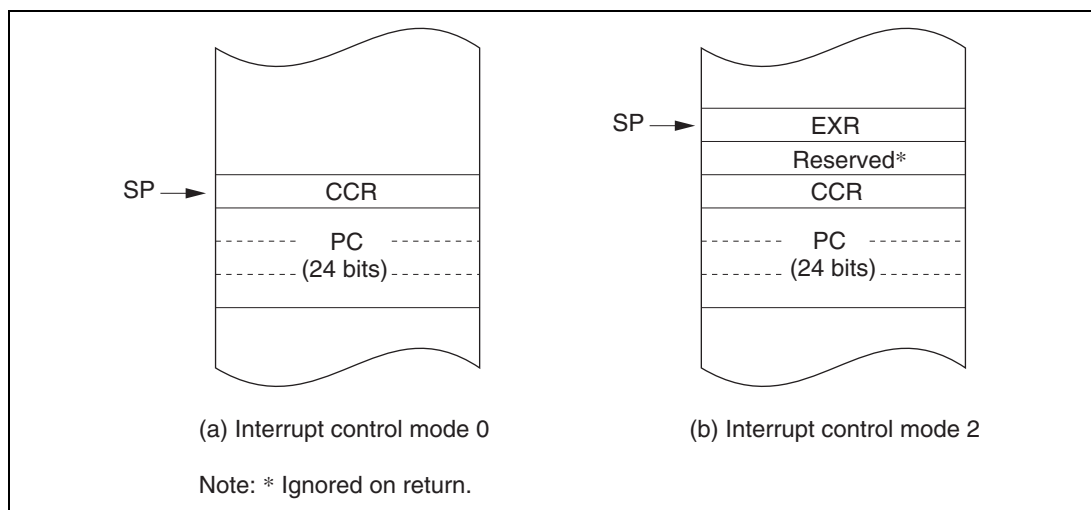 SP
CCR
PC
(24 bits)
(a) Interrupt control mode 0
SP
EXR
Reserved*
CCR
PC
(24 bits)
(b) Interrupt control mode 2
Note: * Ignored on return.